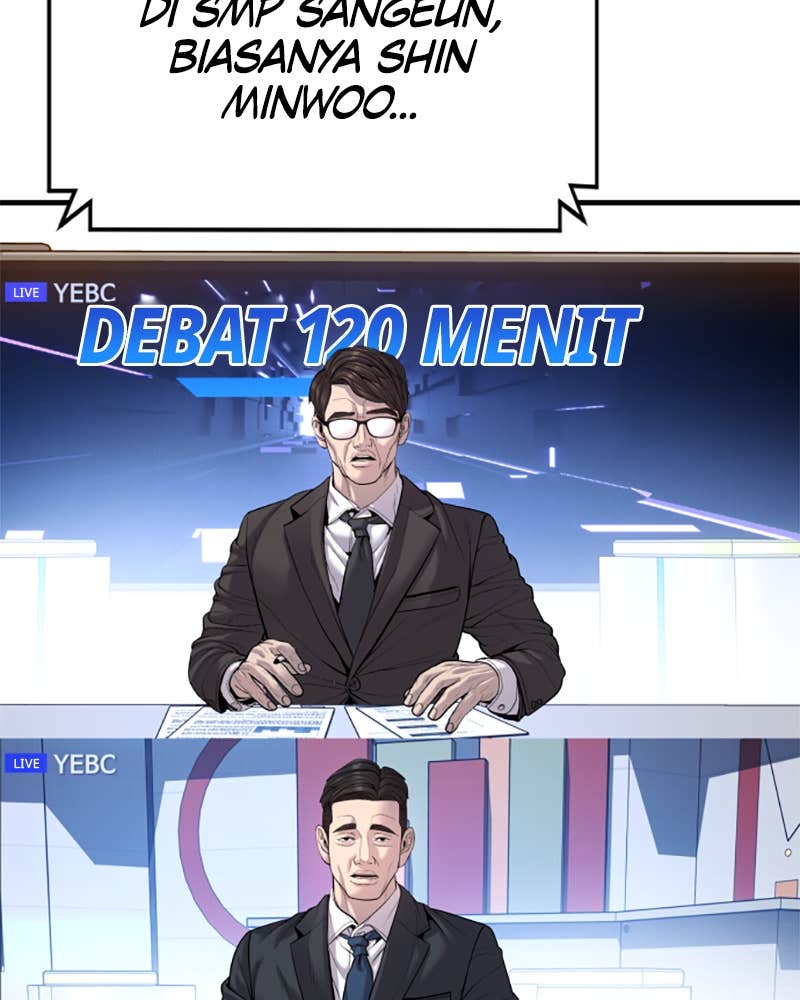 DI SMP SANGEUN,
BIASANYA SHIN
MINWOO...
LIVE YEBC
DEBAT 120 MENIT
LIVE YEBC